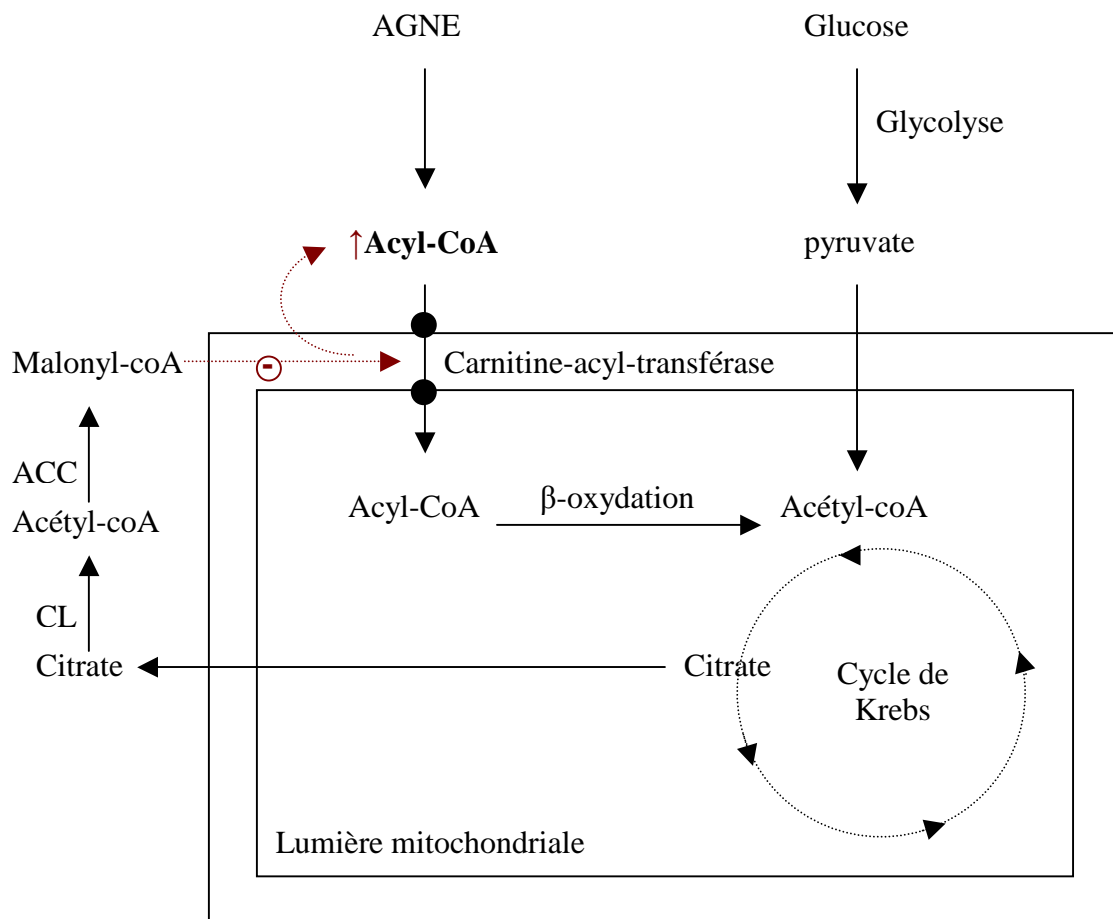 AGNE
Glucose
Glycolyse
↑Acyl-CoA
pyruvate
Malonyl-coA
-
Carnitine-acyl-transférase
ACC
Acyl-CoA
β-oxydation
Acétyl-coA
Acétyl-coA
CL
Citrate
Citrate
Cycle de
Krebs
Lumière mitochondriale